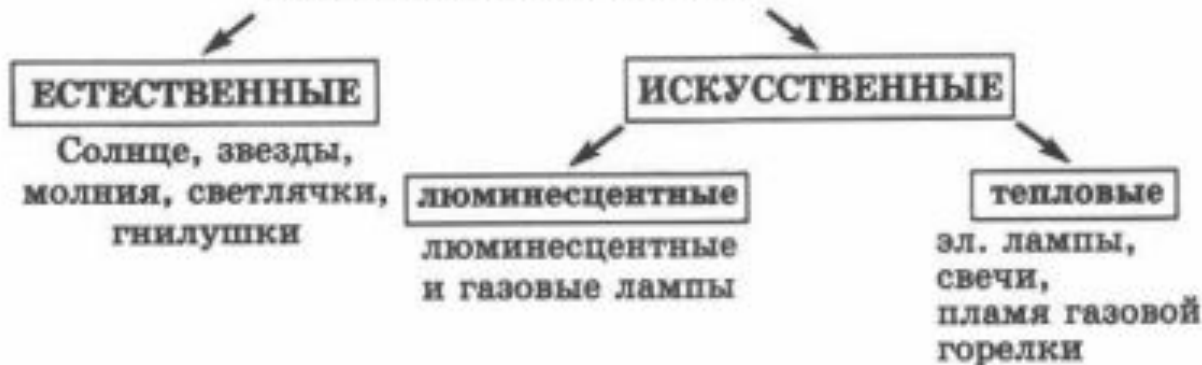 ЕСТЕСТВЕННЫЕ
Солнце, звезды,
молния, светлячки,
гнилушки
ИСКУССТВЕННЫЕ
люминесцентные
люминесцентные
и газовые лампы
тепловые
эл. лампы,
свечи,
пламя газовой
горелки